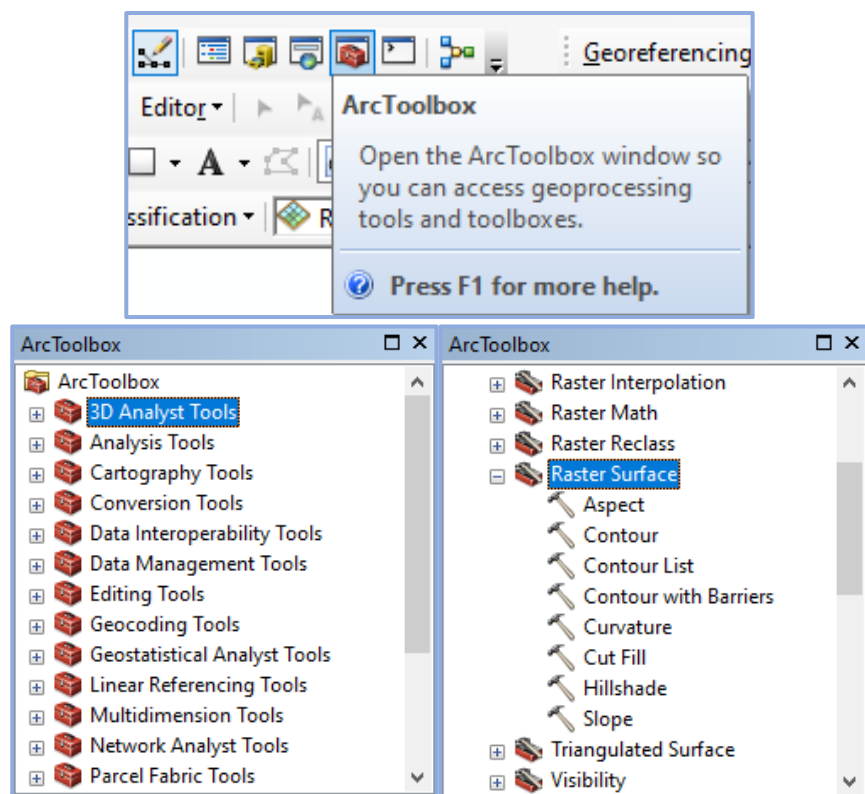 Georeferencing
Editor
ArcToolbox
Open the ArcToolbox window so
you can access geoprocessing
tools and toolboxes.
A
ssification
R
Press F1 for more help.
ArcToolbox
ArcToolbox
3D Analyst Tools
Analysis Tools
Cartography Tools
Conversion Tools
Data Interoperability Tools
Data Management Tools
Editing Tools
Geocoding Tools
Geostatistical Analyst Tools
Linear Referencing Tools
Multidimension Tools
Network Analyst Tools
Parcel Fabric Tools
ArcToolbox
Raster Interpolation
Raster Math
Raster Reclass
Raster Surface
Aspect
Contour
Contour List
Contour with Barriers
Curvature
Cut Fill
Hillshade
Slope
Triangulated Surface
Visibility